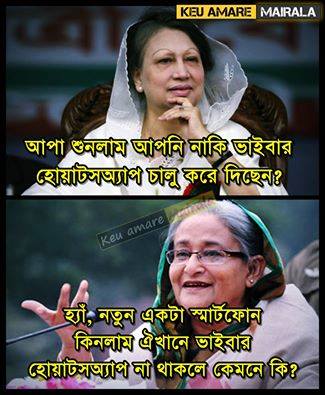 KEU AMARE MAIRALA
আপা শুনলাম আপনি নাকি ভাইবার
হোয়াটসঅ্যাপ চালু করে দিছেন?
Keu amare mairala
হ্যাঁ, নতুন একটা স্মার্টফোন
কিনলাম ঐখানে ভাইবার
হোয়াটসঅ্যাপ না থাকলে কেমনে কি?